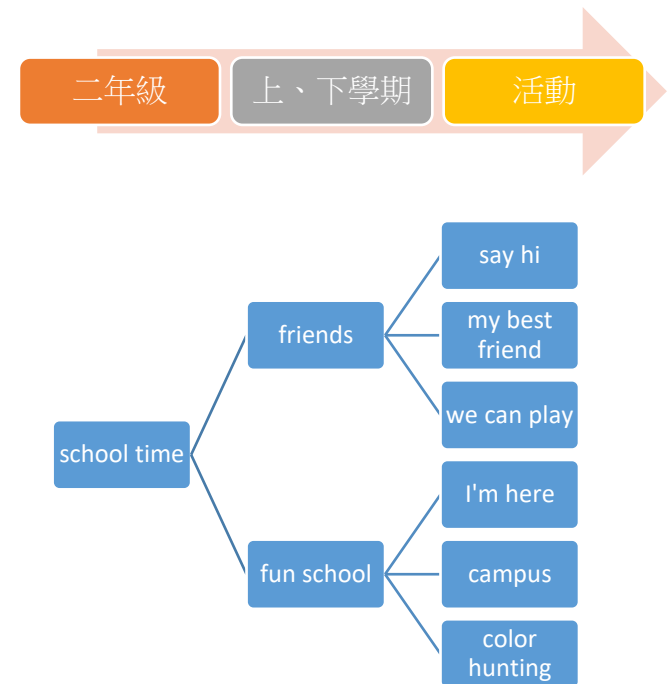 二年級
上、下學期
活動
say hi
friends
my best
friend
we can play
school time
I'm here
fun school
campus
color
hunting